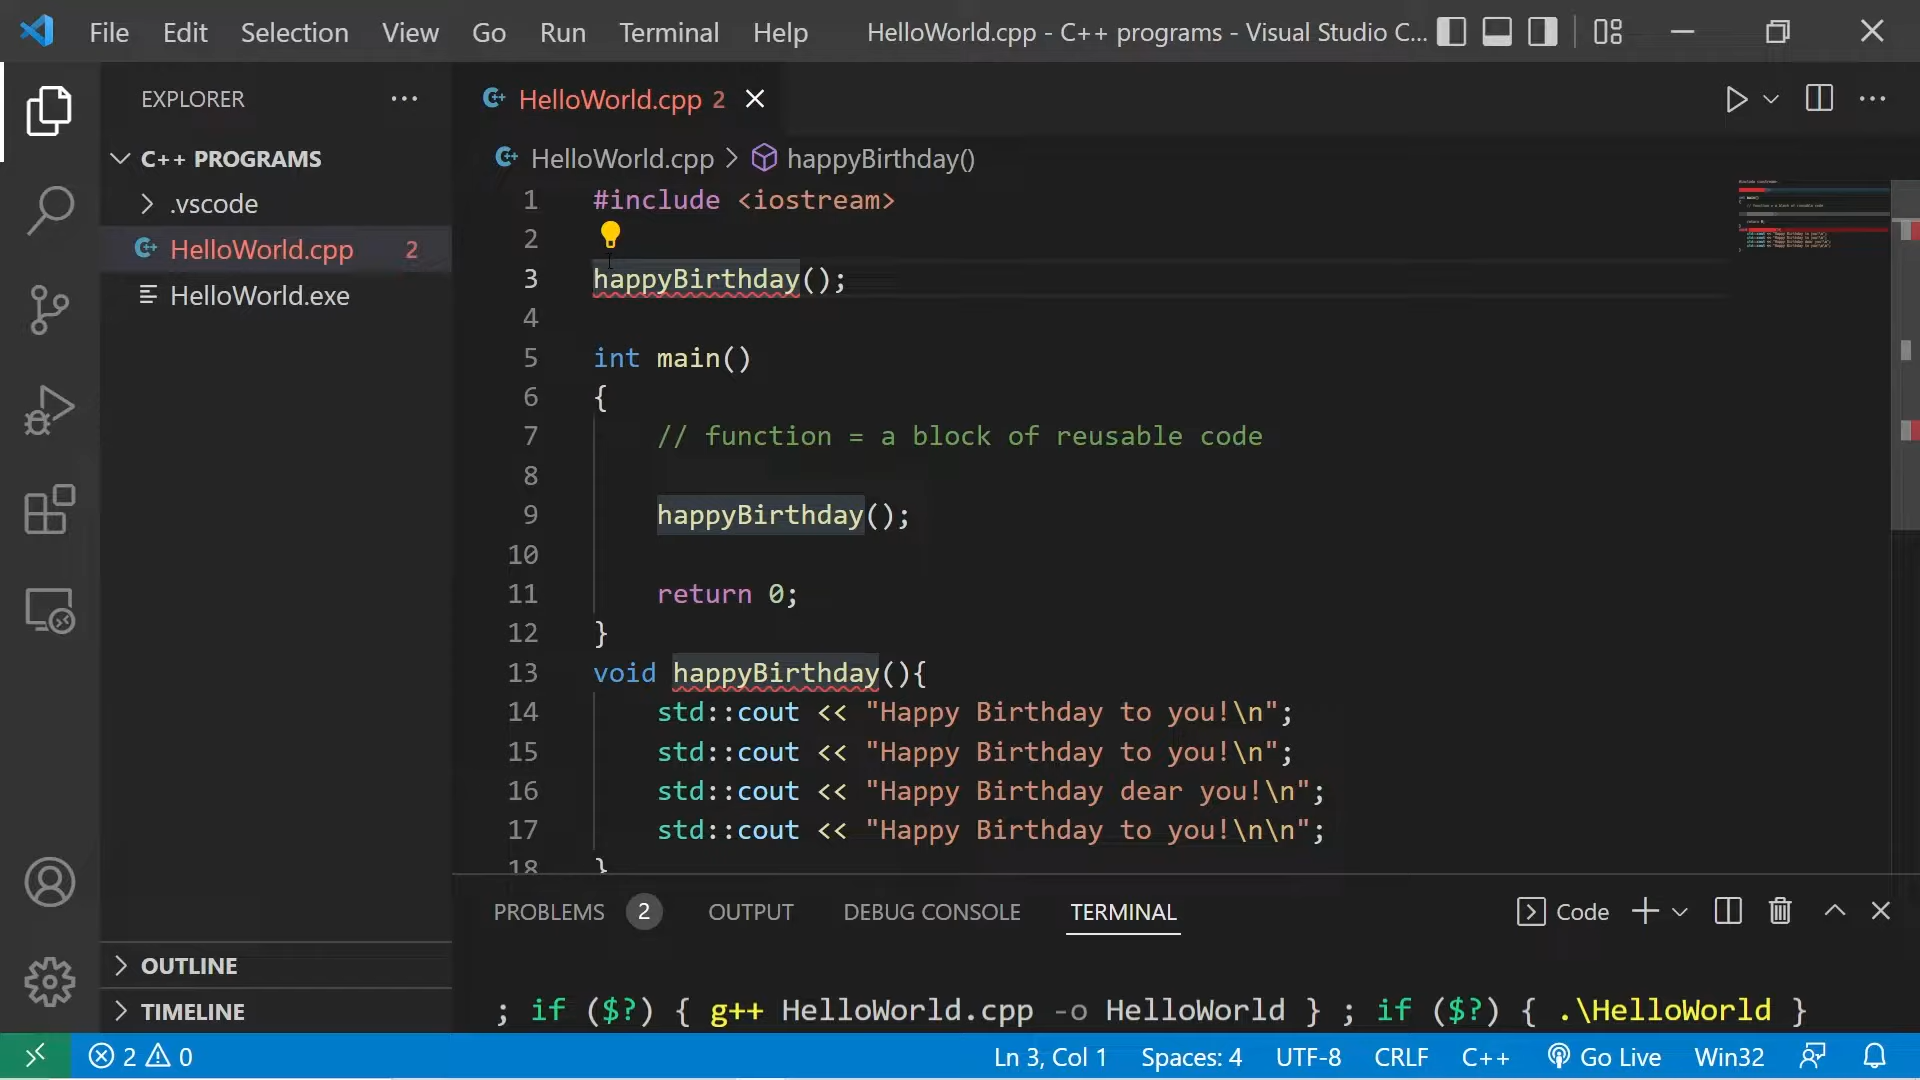 File Edit Selection View Go Run Terminal Help HelloWorld.cpp - C++ programs - Visual Studio C...
EXPLORER
C++ PROGRAMS
.vscode
HelloWorld.cpp 2
HelloWorld.exe
OUTLINE
TIMELINE
HelloWorld.cpp 2
HelloWorld.cpp > happyBirthday()
1 #include <iostream>
2
3 happyBirthday();
4
5 int main()
6 {
7 // function = a block of reusable code
8
9 happyBirthday();
10
11 return 0;
12 }
13 void happyBirthday(){
14 std::cout << "Happy Birthday to you!\n";
15 std::cout << "Happy Birthday to you!\n";
16 std::cout << "Happy Birthday dear you!\n";
17 std::cout << "Happy Birthday to you!\n\n";
18 }
PROBLEMS 2 OUTPUT DEBUG CONSOLE TERMINAL Code
; if ($?) { g++ HelloWorld.cpp -o HelloWorld } ; if ($?) { .\HelloWorld }
2 0 Ln 3, Col 1 Spaces: 4 UTF-8 CRLF C++ Go Live Win32